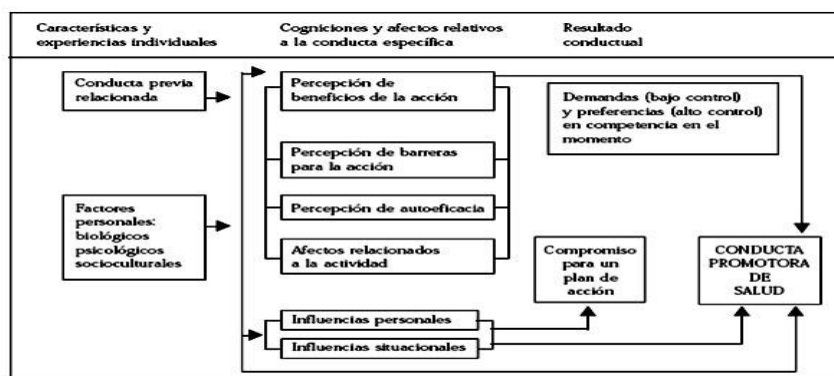 Características y
experiencias individuales
Cogniciones y afectos relativos
a la conducta específica
Resultado
conductual
Conducta previa
relacionada
Factores
personales:
biológicos
psicológicos
socioculturales
Percepción de
beneficios de la acción
Percepción de barreras
para la acción
Percepción de autoeficacia
Afectos relacionados
a la actividad
Influencias personales
Influencias situacionales
Demandas (bajo control)
y preferencias (alto control)
en competencia en el
momento
Compromiso
para un
plan de
acción
CONDUCTA
PROMOTORA
DE
SALUD